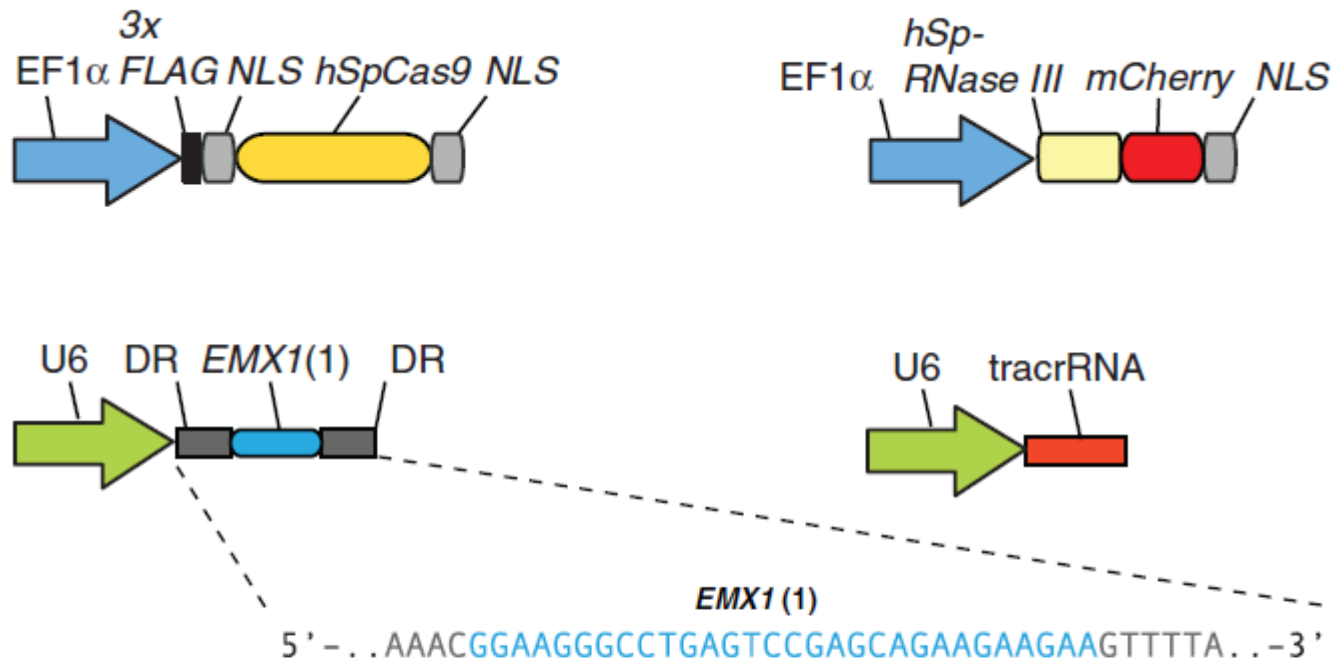 3x
EF1α FLAG NLS hSpCas9 NLS
hSp-
EF1α RNase III mCherry NLS
U6 DR EMX1(1) DR
U6 tracrRNA
EMX1 (1)
5'-..AAACGGAAGGGCCTGAGTCCGAGCAGAAGAAGAAGTTTTA..-3'